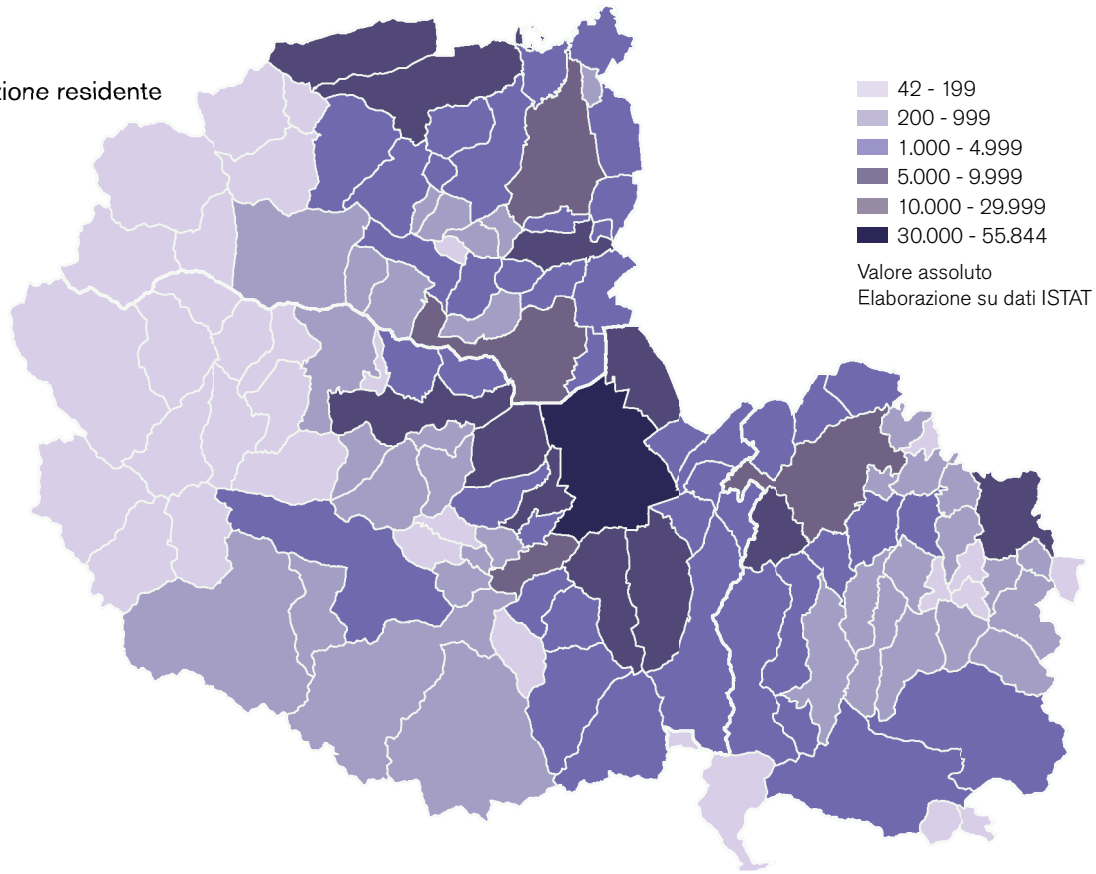 zione residente
42 - 199
200 - 999
1.000 - 4.999
5.000 - 9.999
10.000 - 29.999
30.000 - 55.844
Valore assoluto
Elaborazione su dati ISTAT